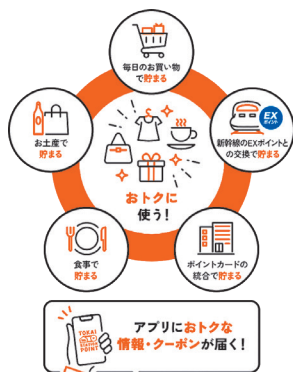 毎日のお買い物
で貯まる
お土産で
貯まる
EX
ポイント
新幹線のEXポイントと
の交換で貯まる
おトクに
使う!
食事で
貯まる
ポイントカードの
統合で貯まる
TOKAI
STATION
POINT
アプリにおトクな
情報・クーポンが届く!